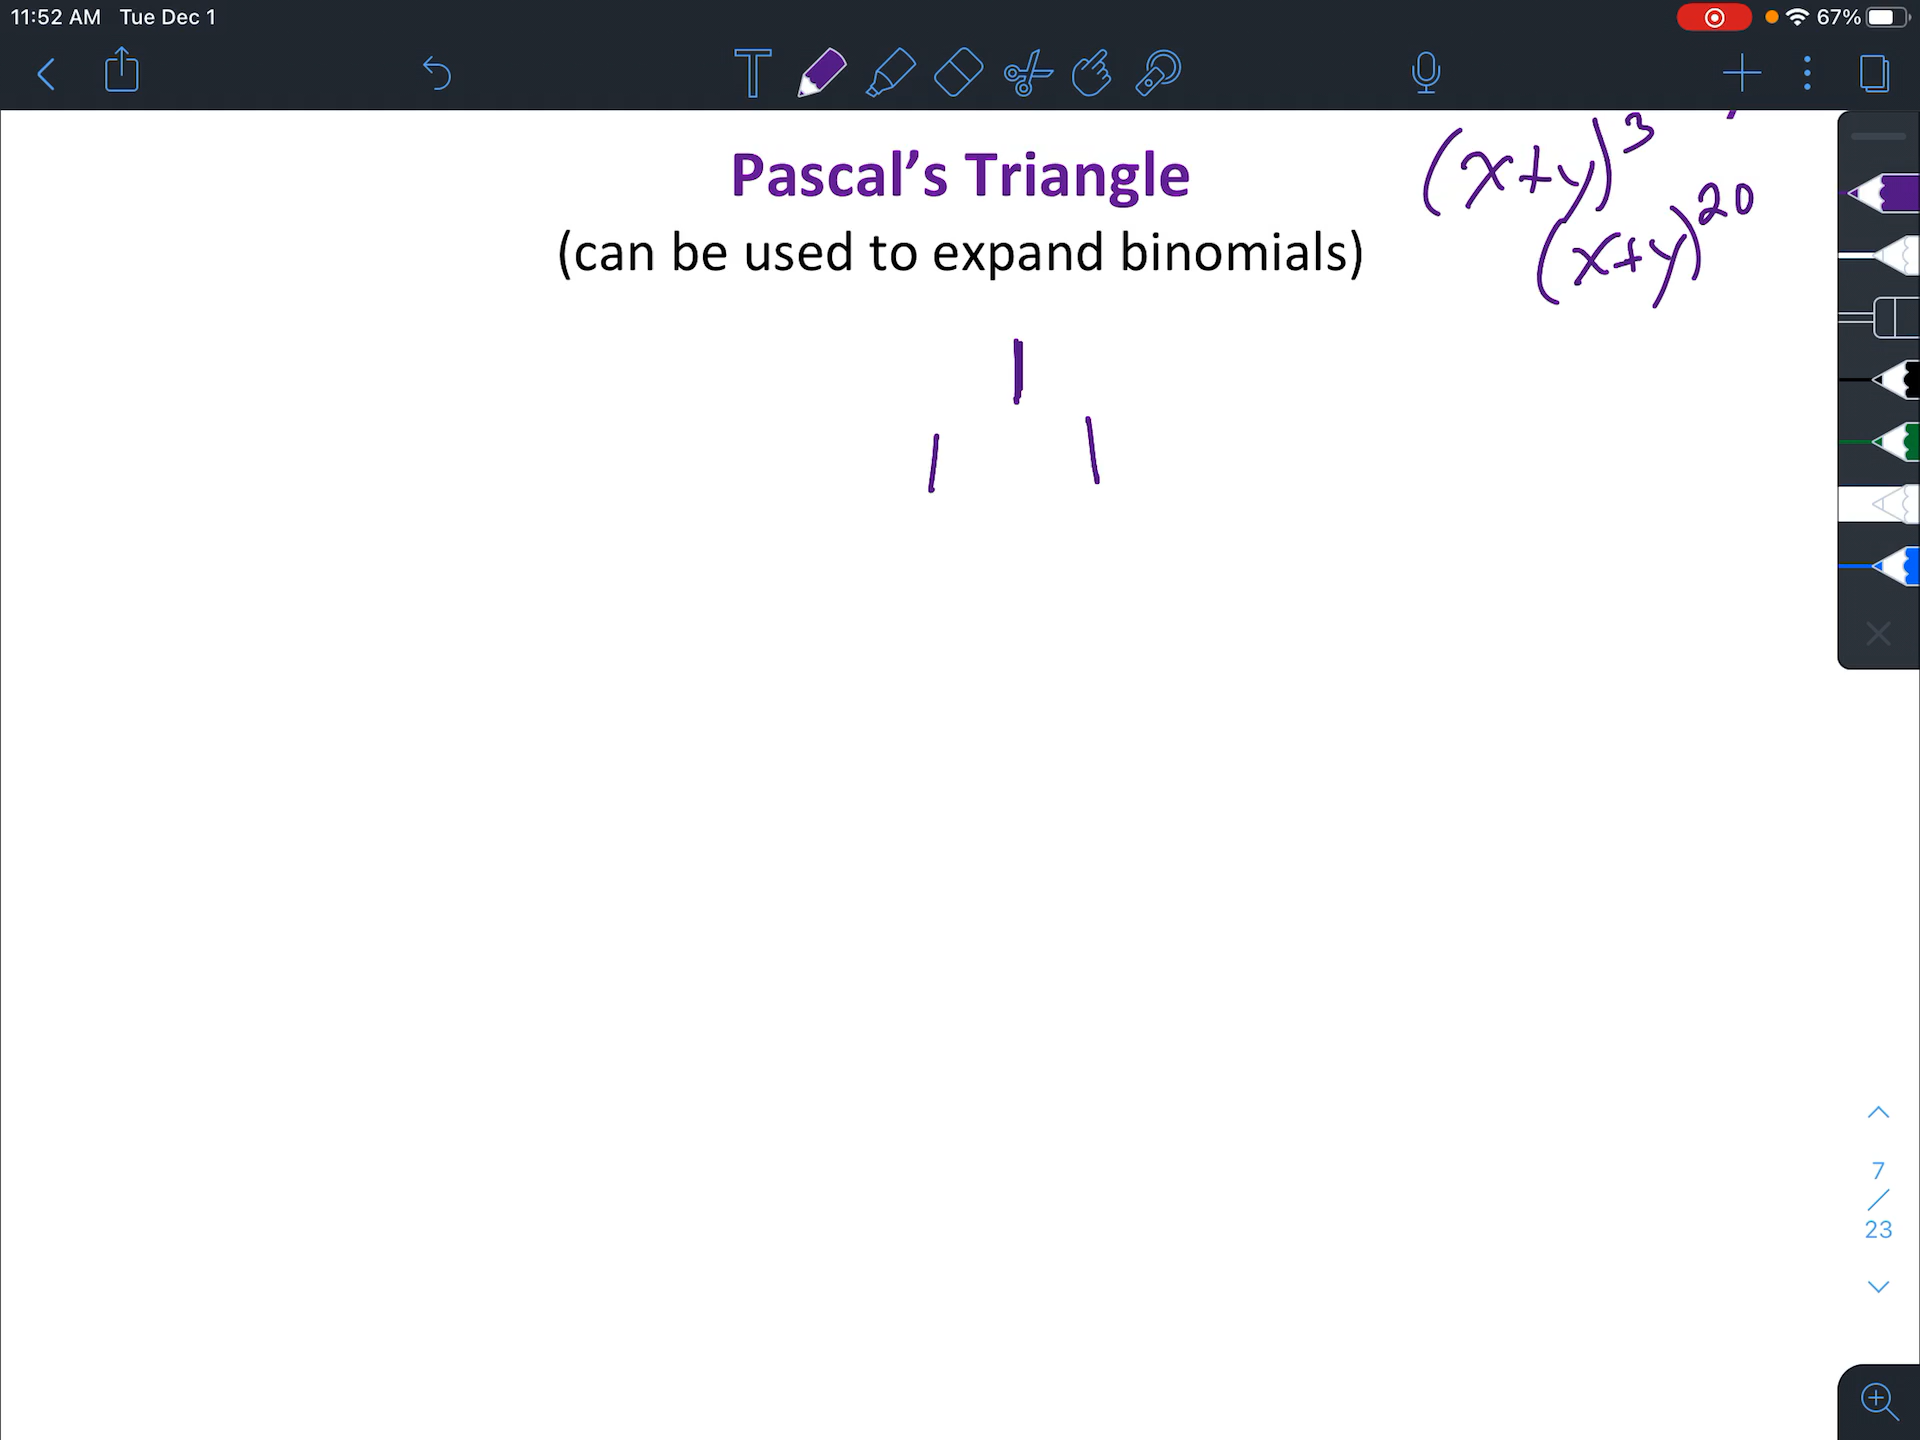 11:52 AM Tue Dec 1
67%
T
Pascal’s Triangle
(x+y)^3
(can be used to expand binomials)
(x+y)^20
1
1 1
7
/
23